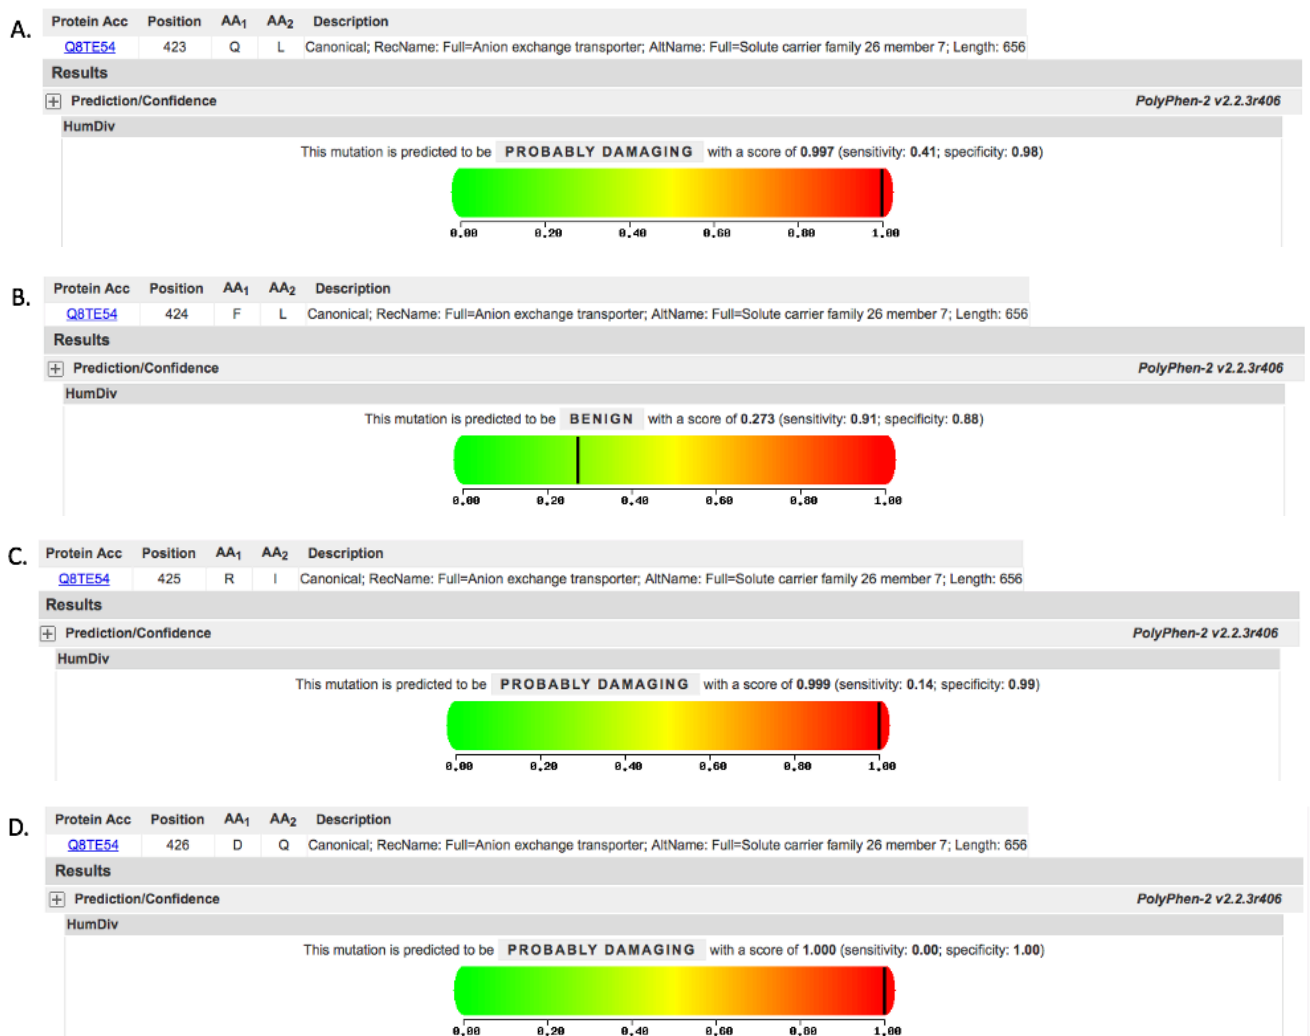 A.
Protein Acc Position AA1 AA2 Description
Q8TE54 423 Q L Canonical; RecName: Full=Anion exchange transporter; AltName: Full=Solute carrier family 26 member 7; Length: 656
Results
+ Prediction/Confidence PolyPhen-2 v2.2.3r406
HumDiv
This mutation is predicted to be PROBABLY DAMAGING with a score of 0.997 (sensitivity: 0.41; specificity: 0.98)
0.00 0.20 0.40 0.60 0.80 1.00
B.
Protein Acc Position AA1 AA2 Description
Q8TE54 424 F L Canonical; RecName: Full=Anion exchange transporter; AltName: Full=Solute carrier family 26 member 7; Length: 656
Results
+ Prediction/Confidence PolyPhen-2 v2.2.3r406
HumDiv
This mutation is predicted to be BENIGN with a score of 0.273 (sensitivity: 0.91; specificity: 0.88)
0.00 0.20 0.40 0.60 0.80 1.00
C.
Protein Acc Position AA1 AA2 Description
Q8TE54 425 R I Canonical; RecName: Full=Anion exchange transporter; AltName: Full=Solute carrier family 26 member 7; Length: 656
Results
+ Prediction/Confidence PolyPhen-2 v2.2.3r406
HumDiv
This mutation is predicted to be PROBABLY DAMAGING with a score of 0.999 (sensitivity: 0.14; specificity: 0.99)
0.00 0.20 0.40 0.60 0.80 1.00
D.
Protein Acc Position AA1 AA2 Description
Q8TE54 426 D Q Canonical; RecName: Full=Anion exchange transporter; AltName: Full=Solute carrier family 26 member 7; Length: 656
Results
+ Prediction/Confidence PolyPhen-2 v2.2.3r406
HumDiv
This mutation is predicted to be PROBABLY DAMAGING with a score of 1.000 (sensitivity: 0.00; specificity: 1.00)
0.00 0.20 0.40 0.60 0.80 1.00